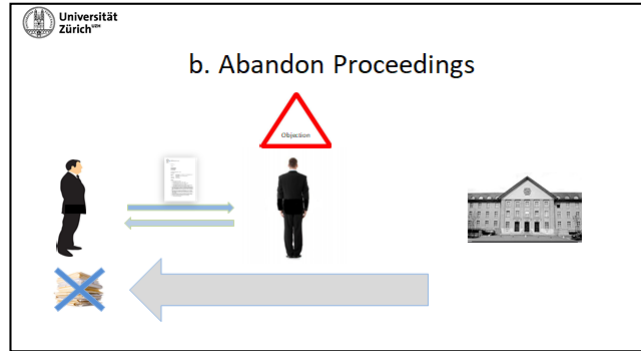 Universität
Zürich UZH
b. Abandon Proceedings
Objection